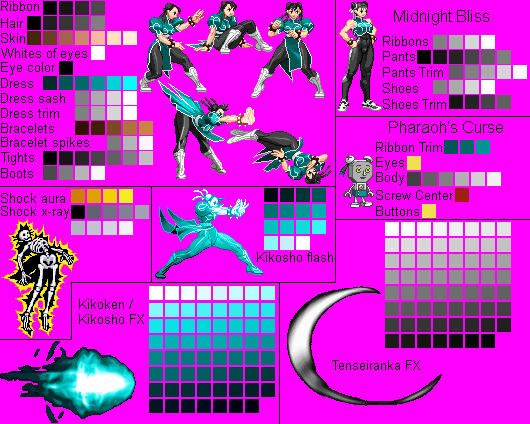 Ribbon
Hair
Skin
Whites of eyes
Eye color
Dress
Dress sash
Dress trim
Bracelets
Bracelet spikes
Tights
Boots
Midnight Bliss
Ribbons
Pants
Pants Trim
Shoes
Shoes Trim
Pharaoh's Curse
Ribbon Trim
Eyes
Body
Screw Center
Buttons
Shock aura
Shock x-ray
Kikosho flash
Kikoken /
Kikosho FX
Tenseiranka FX